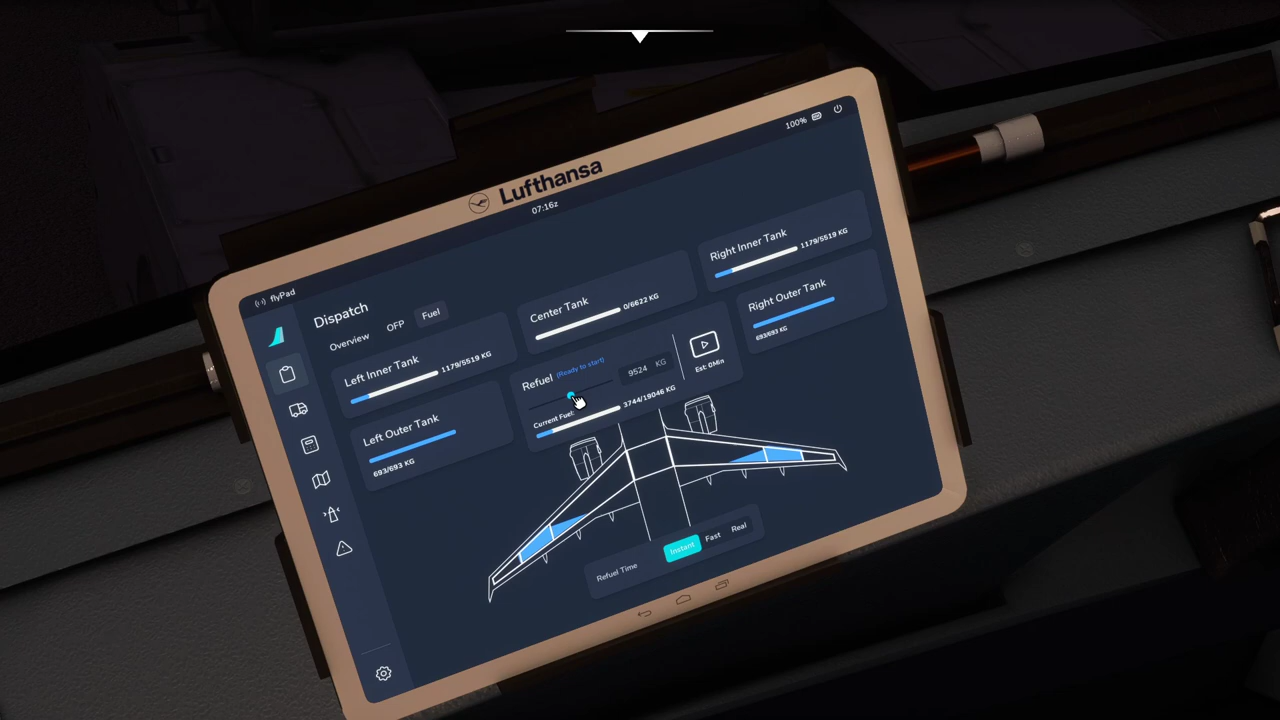 Lufthansa
07:16z
100%
flyPad
Dispatch
Overview
OFP
Fuel
Left Inner Tank
1179/5519 KG
Center Tank
0/6622 KG
Right Inner Tank
1179/5519 KG
Left Outer Tank
693/693 KG
Refuel (Ready to start)
9524 KG
Current Fuel:
3744/19046 KG
Est: 0Min
Right Outer Tank
693/693 KG
Refuel Time
Instant
Fast
Real